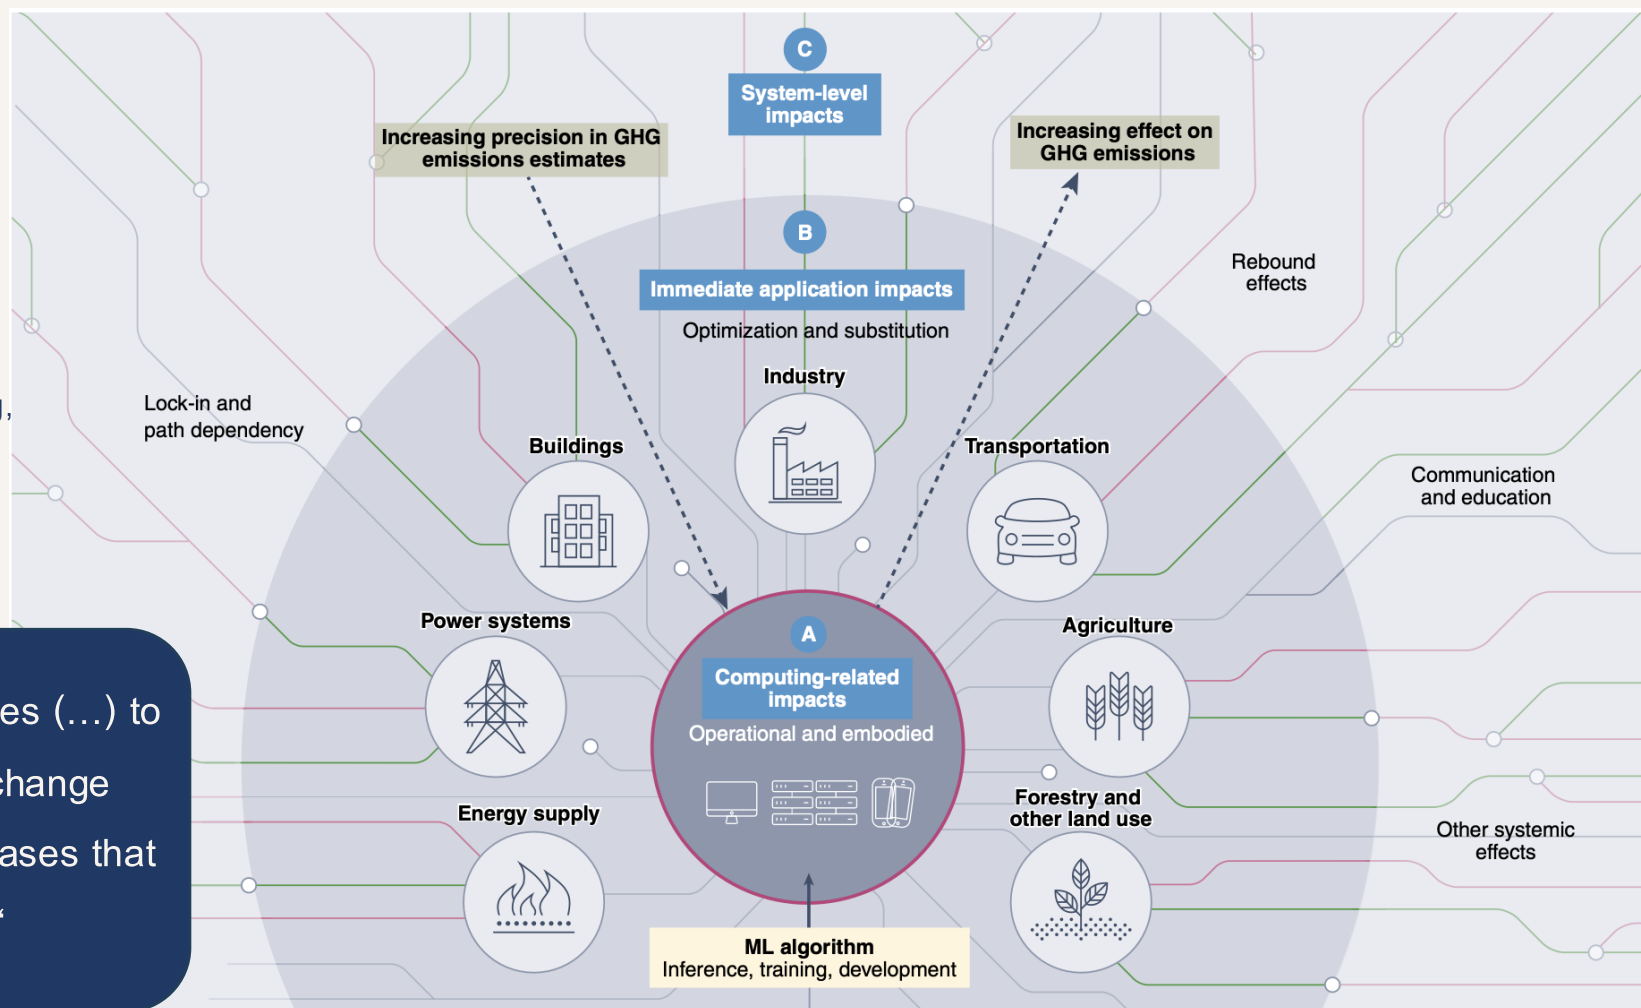 C
System-level
impacts
Increasing precision in GHG
emissions estimates
Increasing effect on
GHG emissions
B
Immediate application impacts
Optimization and substitution
Rebound
effects
Industry
Lock-in and
path dependency
Buildings
Transportation
Communication
and education
Power systems
Agriculture
A
Computing-related
impacts
Operational and embodied
Energy supply
Forestry and
other land use
Other systemic
effects
ML algorithm
Inference, training, development
es (…) to
change
ases that
“